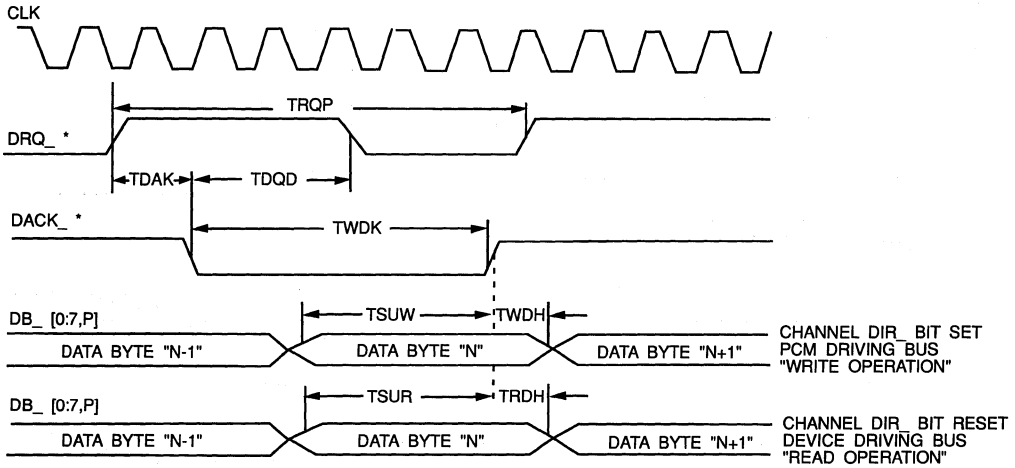 CLK
TRQP
DRQ_ *
TDAK
TDQD
DACK_ *
TWDK
TSUW
TWDH
DB_ [0:7,P]
DATA BYTE "N-1"
DATA BYTE "N"
DATA BYTE "N+1"
CHANNEL DIR_ BIT SET
PCM DRIVING BUS
"WRITE OPERATION"
TSUR
TRDH
DB_ [0:7,P]
DATA BYTE "N-1"
DATA BYTE "N"
DATA BYTE "N+1"
CHANNEL DIR_ BIT RESET
DEVICE DRIVING BUS
"READ OPERATION"